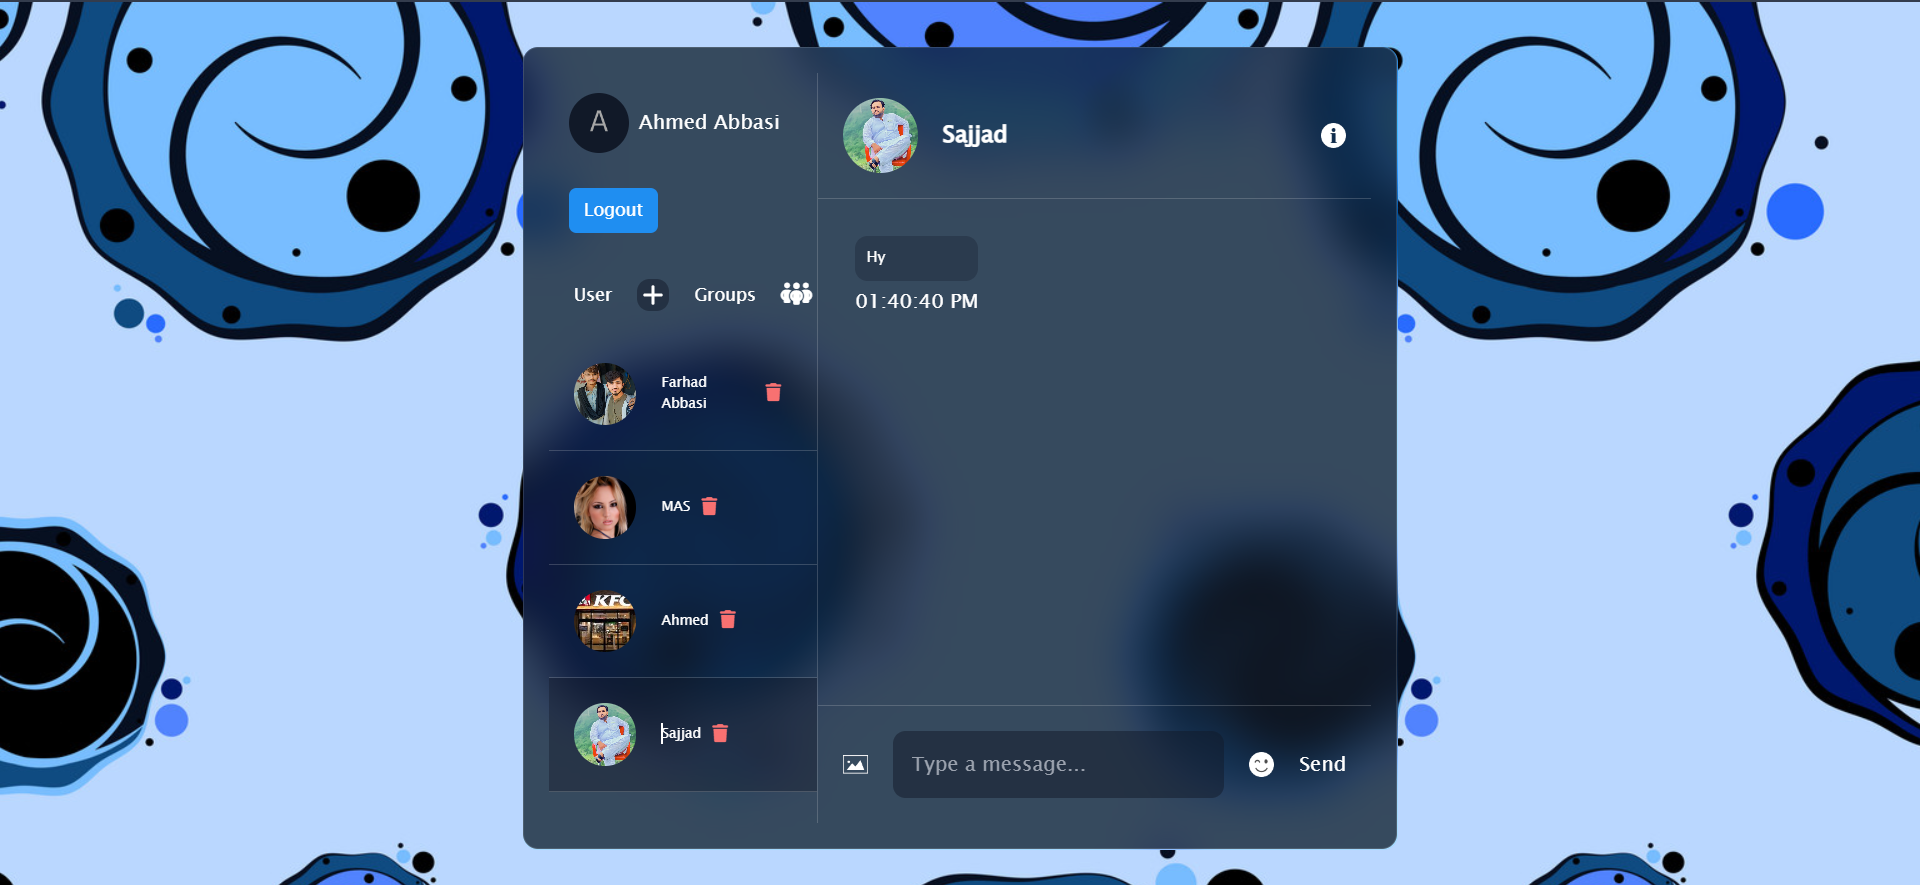 A
Ahmed Abbasi
Logout
User
Groups
Farhad
Abbasi
MAS
KFC
Ahmed
Sajjad
Sajjad
Hy
01:40:40 PM
Type a message...
Send